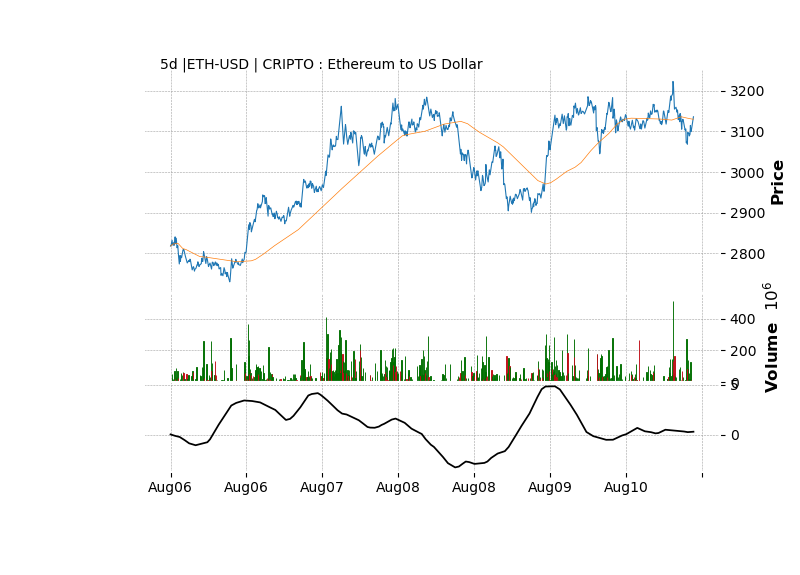 5d |ETH-USD | CRIPTO : Ethereum to US Dollar
3200
3100
3000
2900
2800
Price
400
200
0
Volume 10^6
5
0
Aug06 Aug06 Aug07 Aug08 Aug08 Aug09 Aug10